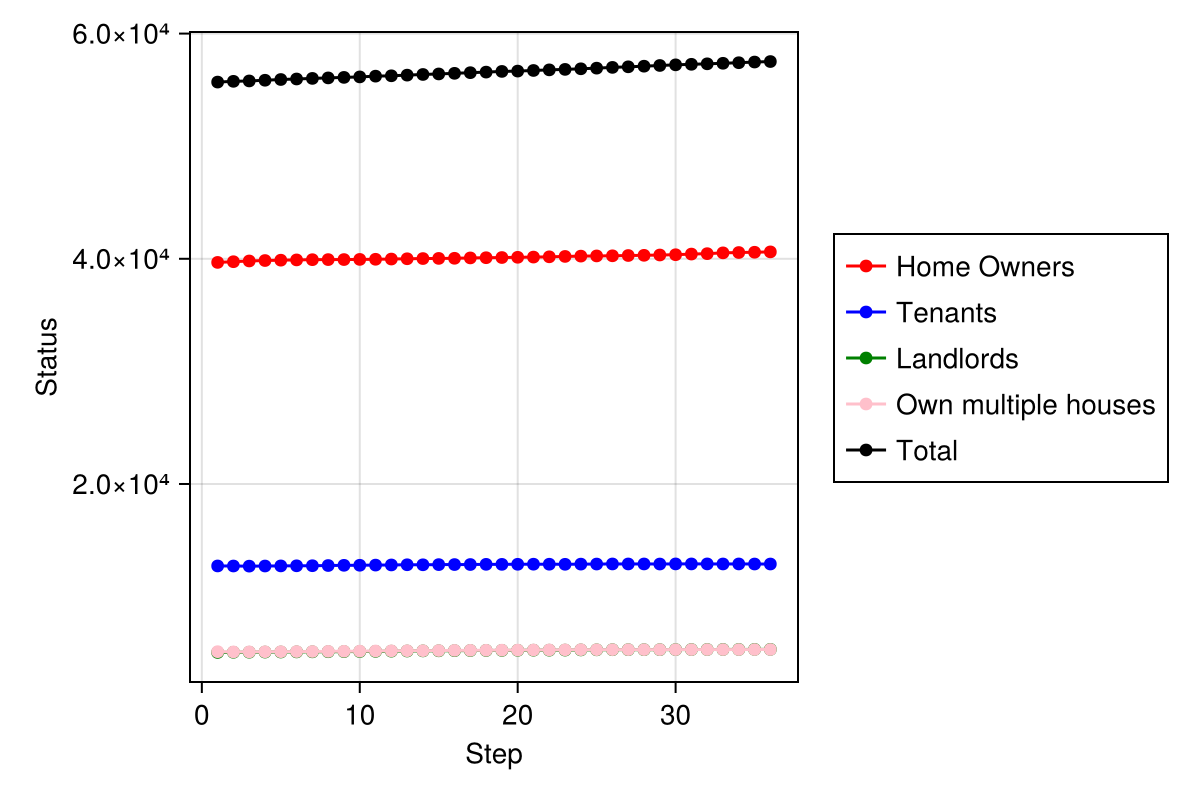 6.0×10⁴
4.0×10⁴
2.0×10⁴
Status
0 10 20 30
Step
Home Owners
Tenants
Landlords
Own multiple houses
Total